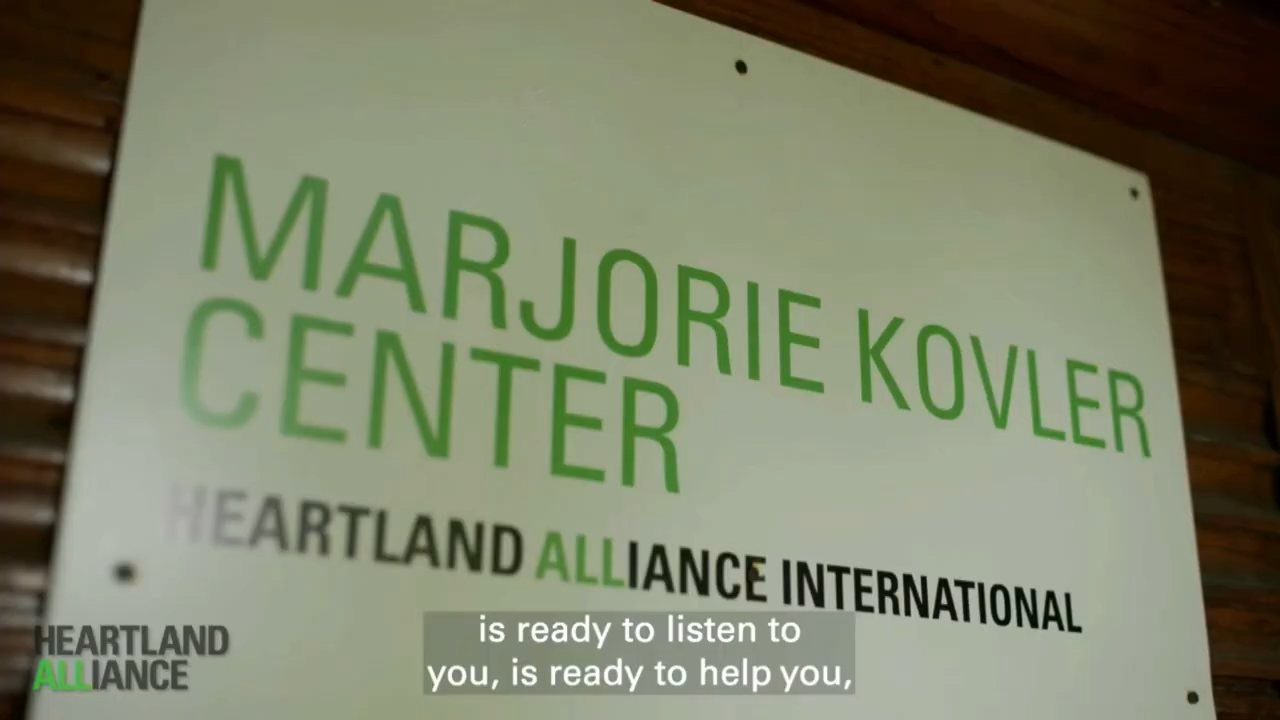 MARJORIE KOVLER
CENTER
HEARTLAND ALLIANCE INTERNATIONAL
HEARTLAND
ALLIANCE
is ready to listen to
you, is ready to help you,